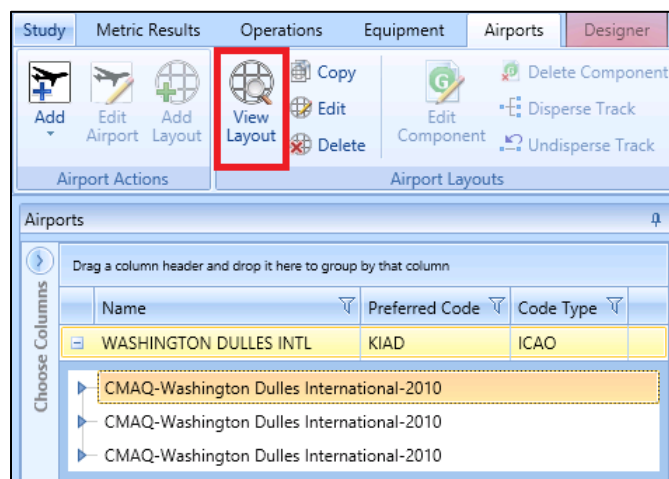 Study Metric Results Operations Equipment Airports Designer
Add
Edit Airport
Add Layout
View Layout
Copy
Edit
Delete
Edit Component
Delete Component
Disperse Track
Undisperse Track
Airport Actions
Airport Layouts
Airports
Choose Columns
Drag a column header and drop it here to group by that column
Name Preferred Code Code Type
WASHINGTON DULLES INTL KIAD ICAO
CMAQ-Washington Dulles International-2010
CMAQ-Washington Dulles International-2010
CMAQ-Washington Dulles International-2010